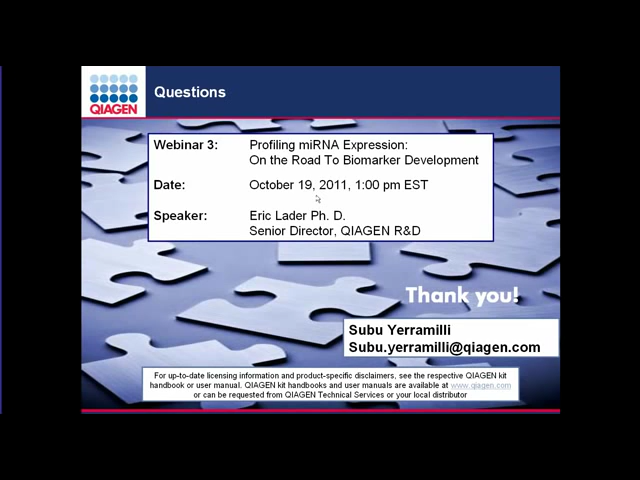 QIAGEN
Questions
Webinar 3: Profiling miRNA Expression:
On the Road To Biomarker Development
Date: October 19, 2011, 1:00 pm EST
Speaker: Eric Lader Ph. D.
Senior Director, QIAGEN R&D
Thank you!
Subu Yerramilli
Subu.yerramilli@qiagen.com
For up-to-date licensing information and product-specific disclaimers, see the respective QIAGEN kit
handbook or user manual. QIAGEN kit handbooks and user manuals are available at www.qiagen.com
or can be requested from QIAGEN Technical Services or your local distributor